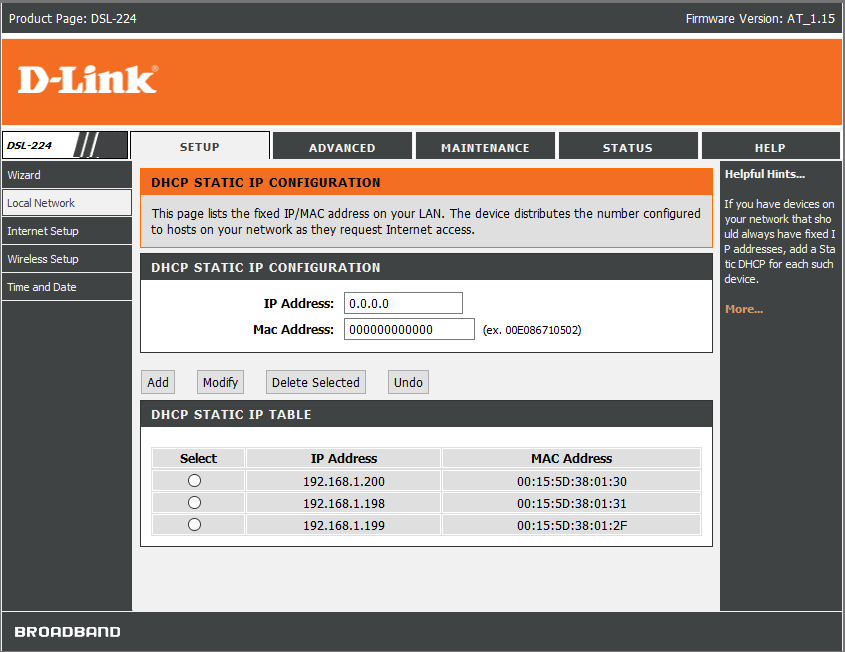 Product Page: DSL-224
Firmware Version: AT_1.15
D-Link®
DSL-224
SETUP
ADVANCED
MAINTENANCE
STATUS
HELP
Wizard
Local Network
Internet Setup
Wireless Setup
Time and Date
DHCP STATIC IP CONFIGURATION
This page lists the fixed IP/MAC address on your LAN. The device distributes the number configured
to hosts on your network as they request Internet access.
DHCP STATIC IP CONFIGURATION
IP Address: 0.0.0.0
Mac Address: 000000000000 (ex. 00E086710502)
Add Modify Delete Selected Undo
DHCP STATIC IP TABLE
Select IP Address MAC Address
192.168.1.200 00:15:5D:38:01:30
192.168.1.198 00:15:5D:38:01:31
192.168.1.199 00:15:5D:38:01:2F
Helpful Hints...
If you have devices on
your network that sho
uld always have fixed I
P addresses, add a Sta
tic DHCP for each such
device.
More...
BROADBAND